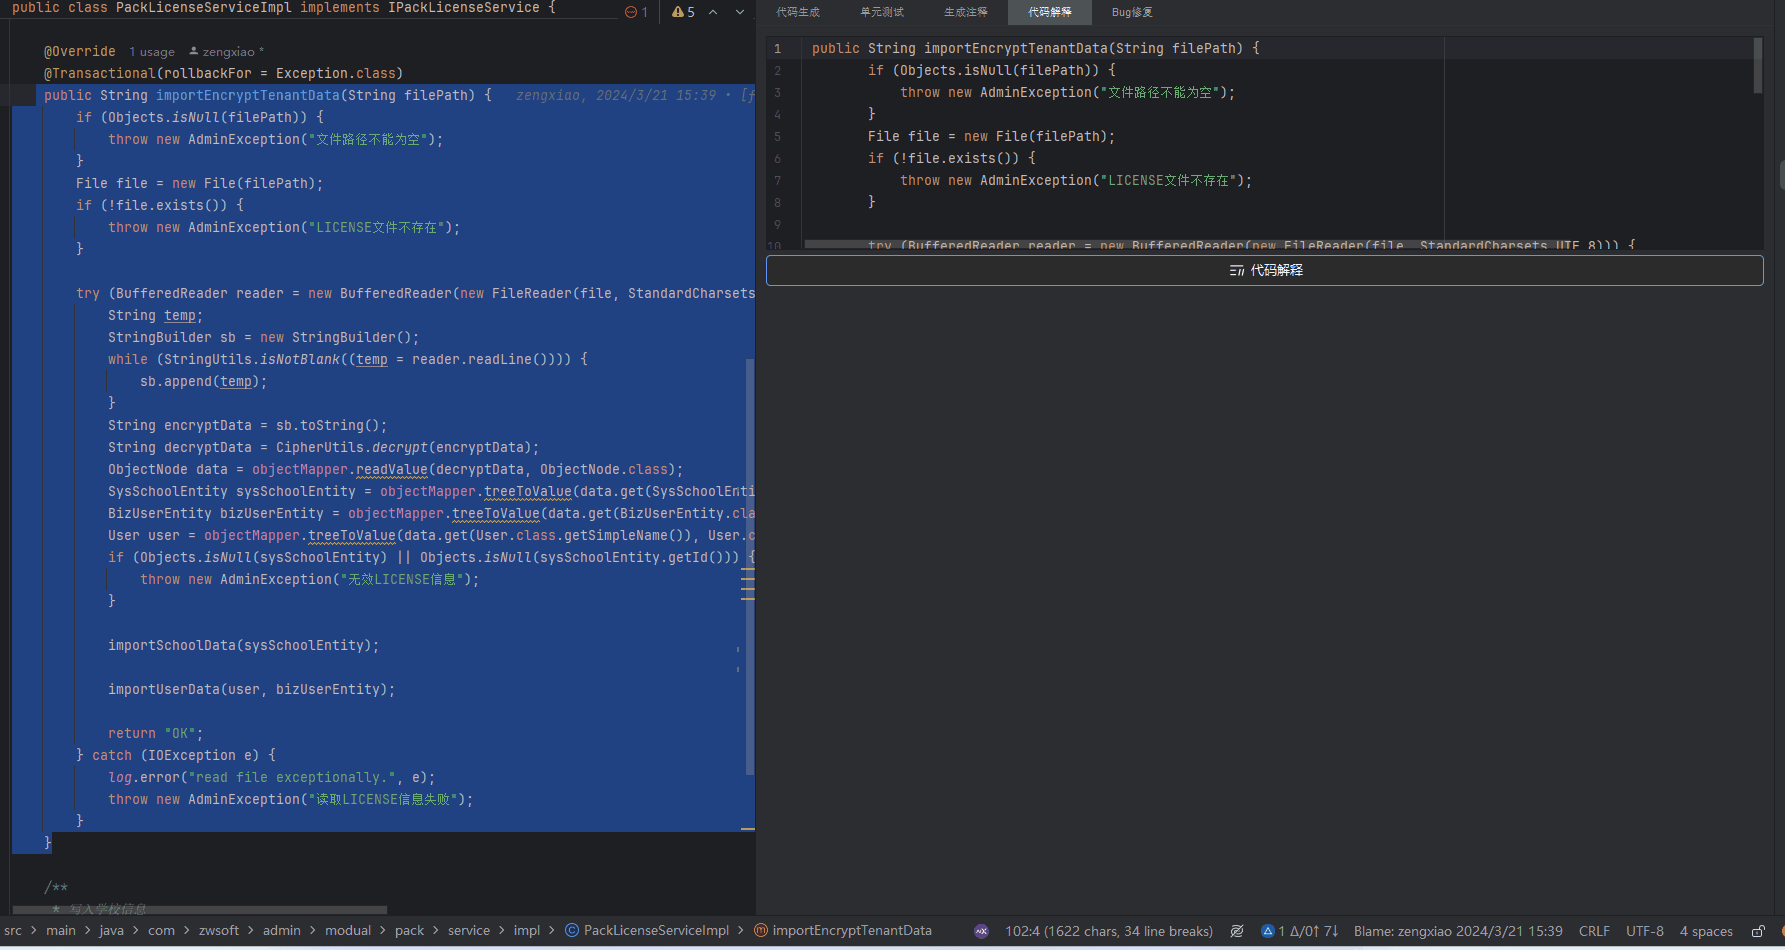 public class PackLicenseServiceImpl implements IPackLicenseService {
1 5
@Override 1 usage zengxiao *
@Transactional(rollbackFor = Exception.class)
public String importEncryptTenantData(String filePath) { zengxiao, 2024/3/21 15:39 · [f
if (Objects.isNull(filePath)) {
throw new AdminException("文件路径不能为空");
}
File file = new File(filePath);
if (!file.exists()) {
throw new AdminException("LICENSE文件不存在");
}
try (BufferedReader reader = new BufferedReader(new FileReader(file, StandardCharsets
String temp;
StringBuilder sb = new StringBuilder();
while (StringUtils.isNotBlank((temp = reader.readLine()))) {
sb.append(temp);
}
String encryptData = sb.toString();
String decryptData = CipherUtils.decrypt(encryptData);
ObjectNode data = objectMapper.readValue(decryptData, ObjectNode.class);
SysSchoolEntity sysSchoolEntity = objectMapper.treeToValue(data.get(SysSchoolEnti
BizUserEntity bizUserEntity = objectMapper.treeToValue(data.get(BizUserEntity.cla
User user = objectMapper.treeToValue(data.get(User.class.getSimpleName()), User.c
if (Objects.isNull(sysSchoolEntity) || Objects.isNull(sysSchoolEntity.getId())) {
throw new AdminException("无效LICENSE信息");
}
importSchoolData(sysSchoolEntity);
importUserData(user, bizUserEntity);
return "OK";
} catch (IOException e) {
log.error("read file exceptionally.", e);
throw new AdminException("读取LICENSE信息失败");
}
}
/**
* 写入学校信息
代码生成 单元测试 生成注释 代码解释 Bug修复
1 public String importEncryptTenantData(String filePath) {
2 if (Objects.isNull(filePath)) {
3 throw new AdminException("文件路径不能为空");
4 }
5 File file = new File(filePath);
6 if (!file.exists()) {
7 throw new AdminException("LICENSE文件不存在");
8 }
9
10 try (BufferedReader reader = new BufferedReader(new FileReader(file, StandardCharsets.UTF_8))) {
代码解释
src > main > java > com > zwsoft > admin > modual > pack > service > impl > PackLicenseServiceImpl > importEncryptTenantData 102:4 (1622 chars, 34 line breaks) 1 Δ/0↑ 7↓ Blame: zengxiao 2024/3/21 15:39 CRLF UTF-8 4 spaces